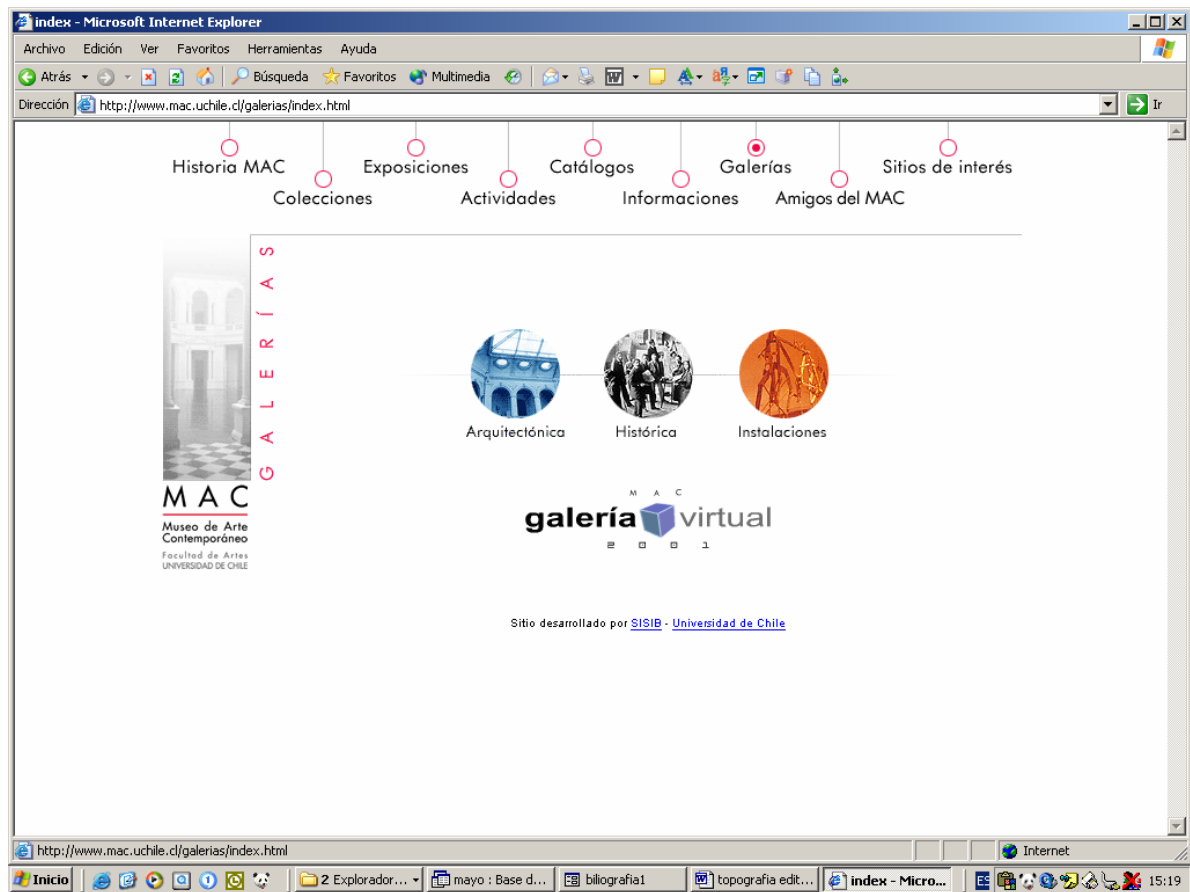 index - Microsoft Internet Explorer
Archivo Edición Ver Favoritos Herramientas Ayuda
Atrás Búsqueda Favoritos Multimedia
Dirección http://www.mac.uchile.cl/galerias/index.html Ir
Historia MAC Exposiciones Catálogos Galerías Sitios de interés
Colecciones Actividades Informaciones Amigos del MAC
GALERÍAS
Arquitectónica Histórica Instalaciones
MAC
Museo de Arte
Contemporáneo
Facultad de Artes
UNIVERSIDAD DE CHILE
MAC
galería virtual
2001
Sitio desarrollado por SISIB - Universidad de Chile
http://www.mac.uchile.cl/galerias/index.html Internet
Inicio 2 Explorador... mayo : Base d... biliografia1 topografia edit... index - Micro... ES 15:19